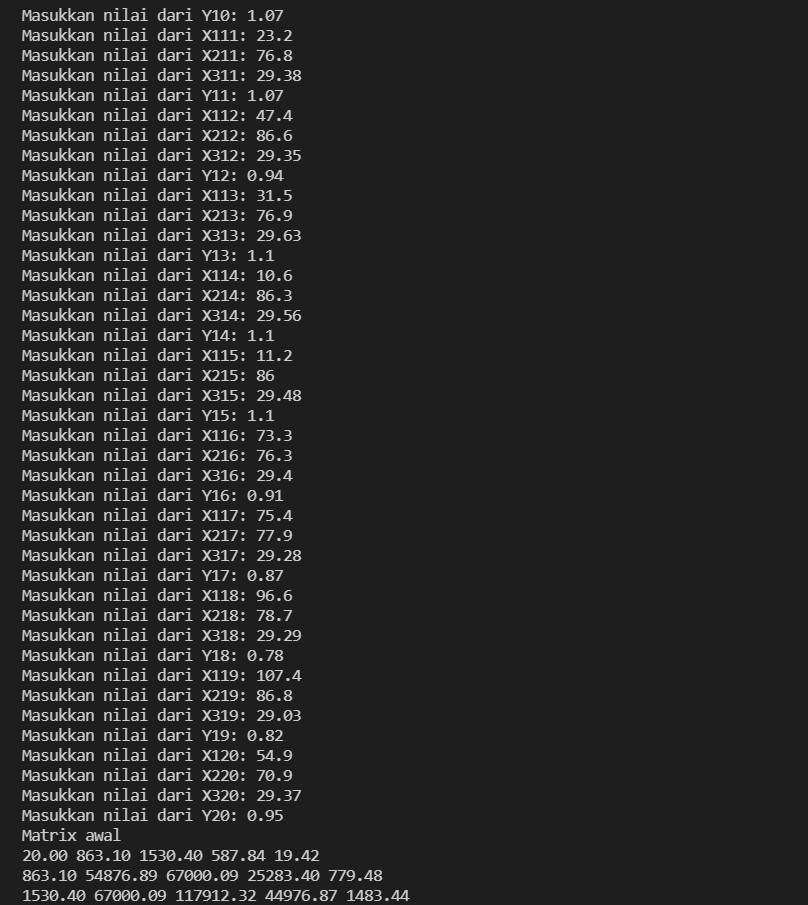 Masukkan nilai dari Y10: 1.07
Masukkan nilai dari X111: 23.2
Masukkan nilai dari X211: 76.8
Masukkan nilai dari X311: 29.38
Masukkan nilai dari Y11: 1.07
Masukkan nilai dari X112: 47.4
Masukkan nilai dari X212: 86.6
Masukkan nilai dari X312: 29.35
Masukkan nilai dari Y12: 0.94
Masukkan nilai dari X113: 31.5
Masukkan nilai dari X213: 76.9
Masukkan nilai dari X313: 29.63
Masukkan nilai dari Y13: 1.1
Masukkan nilai dari X114: 10.6
Masukkan nilai dari X214: 86.3
Masukkan nilai dari X314: 29.56
Masukkan nilai dari Y14: 1.1
Masukkan nilai dari X115: 11.2
Masukkan nilai dari X215: 86
Masukkan nilai dari X315: 29.48
Masukkan nilai dari Y15: 1.1
Masukkan nilai dari X116: 73.3
Masukkan nilai dari X216: 76.3
Masukkan nilai dari X316: 29.4
Masukkan nilai dari Y16: 0.91
Masukkan nilai dari X117: 75.4
Masukkan nilai dari X217: 77.9
Masukkan nilai dari X317: 29.28
Masukkan nilai dari Y17: 0.87
Masukkan nilai dari X118: 96.6
Masukkan nilai dari X218: 78.7
Masukkan nilai dari X318: 29.29
Masukkan nilai dari Y18: 0.78
Masukkan nilai dari X119: 107.4
Masukkan nilai dari X219: 86.8
Masukkan nilai dari X319: 29.03
Masukkan nilai dari Y19: 0.82
Masukkan nilai dari X120: 54.9
Masukkan nilai dari X220: 70.9
Masukkan nilai dari X320: 29.37
Masukkan nilai dari Y20: 0.95
Matrix awal
20.00 863.10 1530.40 587.84 19.42
863.10 54876.89 67000.09 25283.40 779.48
1530.40 67000.09 117912.32 44976.87 1483.44